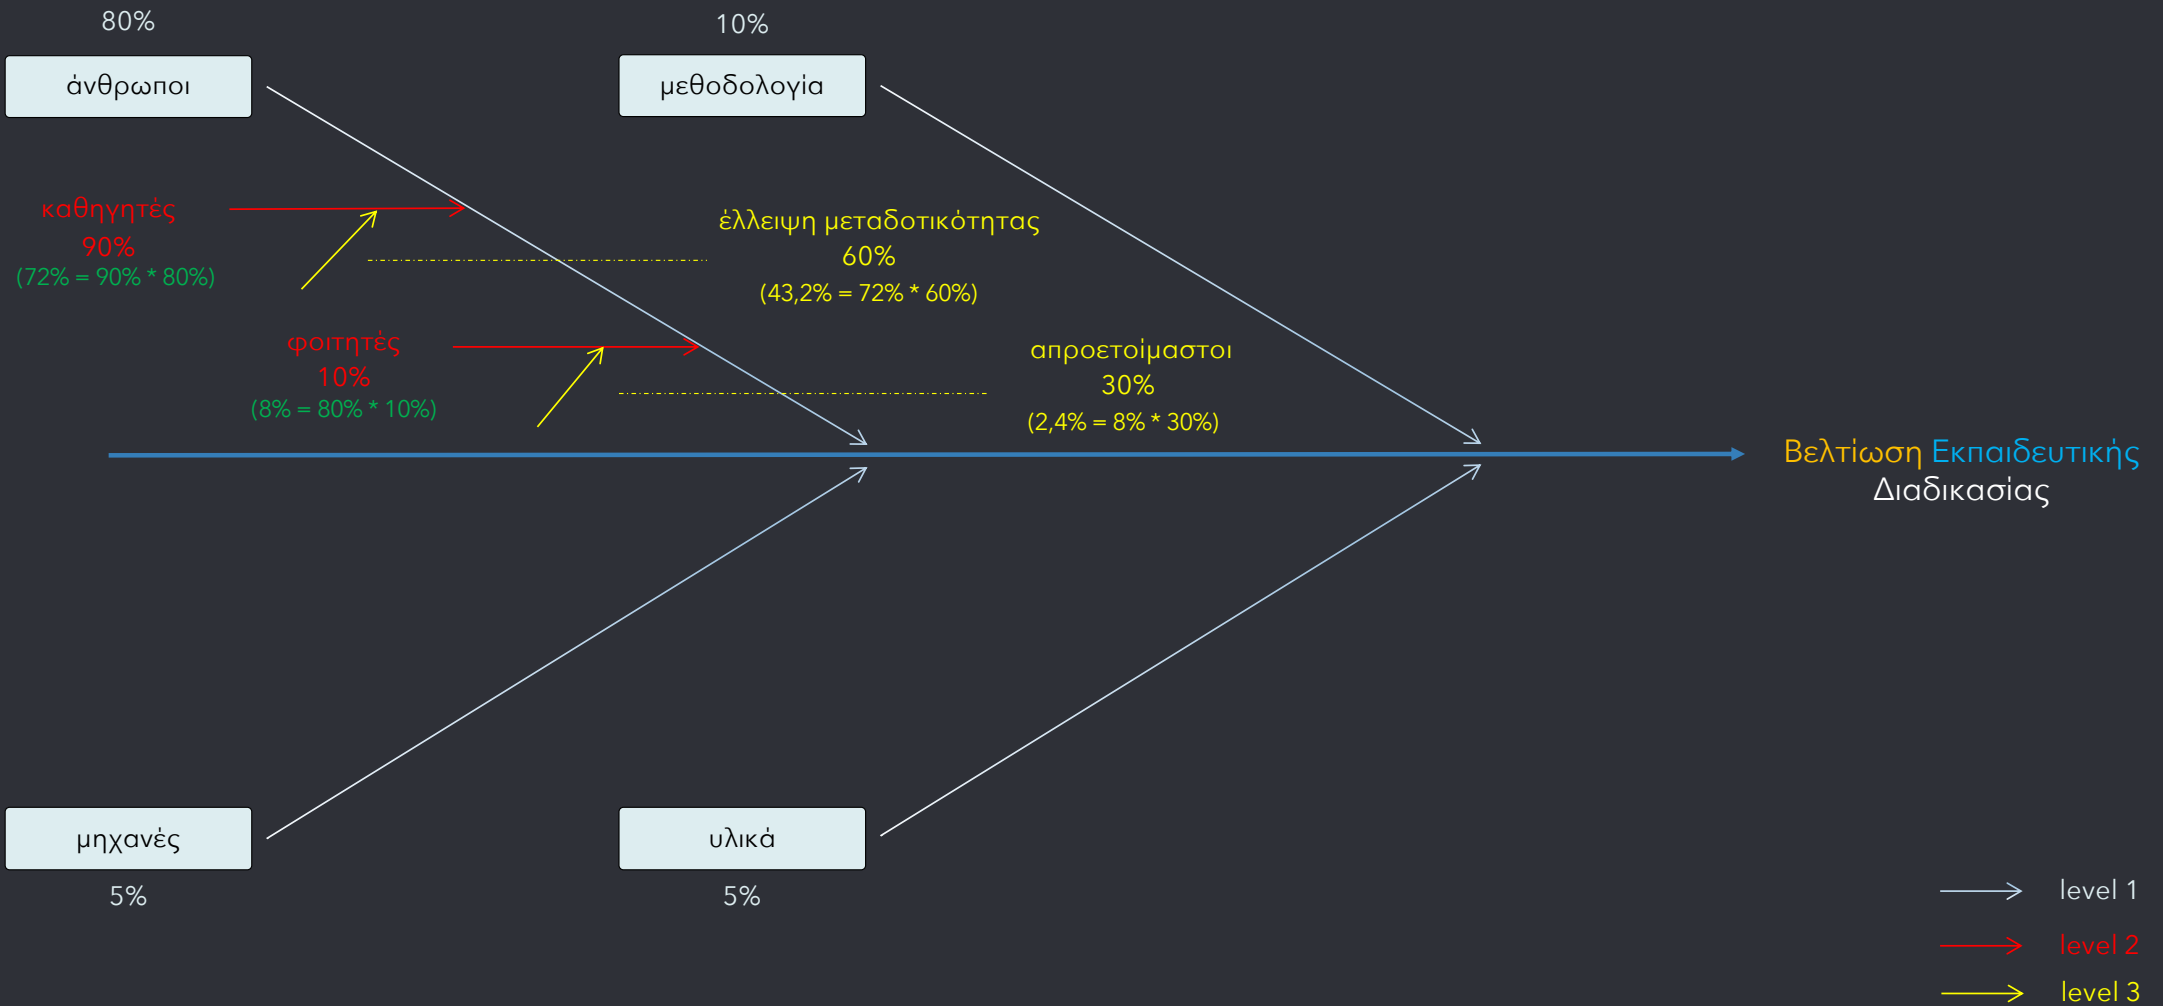 80%
10%
άνθρωποι
μεθοδολογία
καθηγητές
90%
(72% = 90% * 80%)
έλλειψη μεταδοτικότητας
60%
(43,2% = 72% * 60%)
φοιτητές
10%
(8% = 80% * 10%)
απροετοίμαστοι
30%
(2,4% = 8% * 30%)
Βελτίωση Εκπαιδευτικής
Διαδικασίας
μηχανές
υλικά
5%
5%
level 1
level 2
level 3